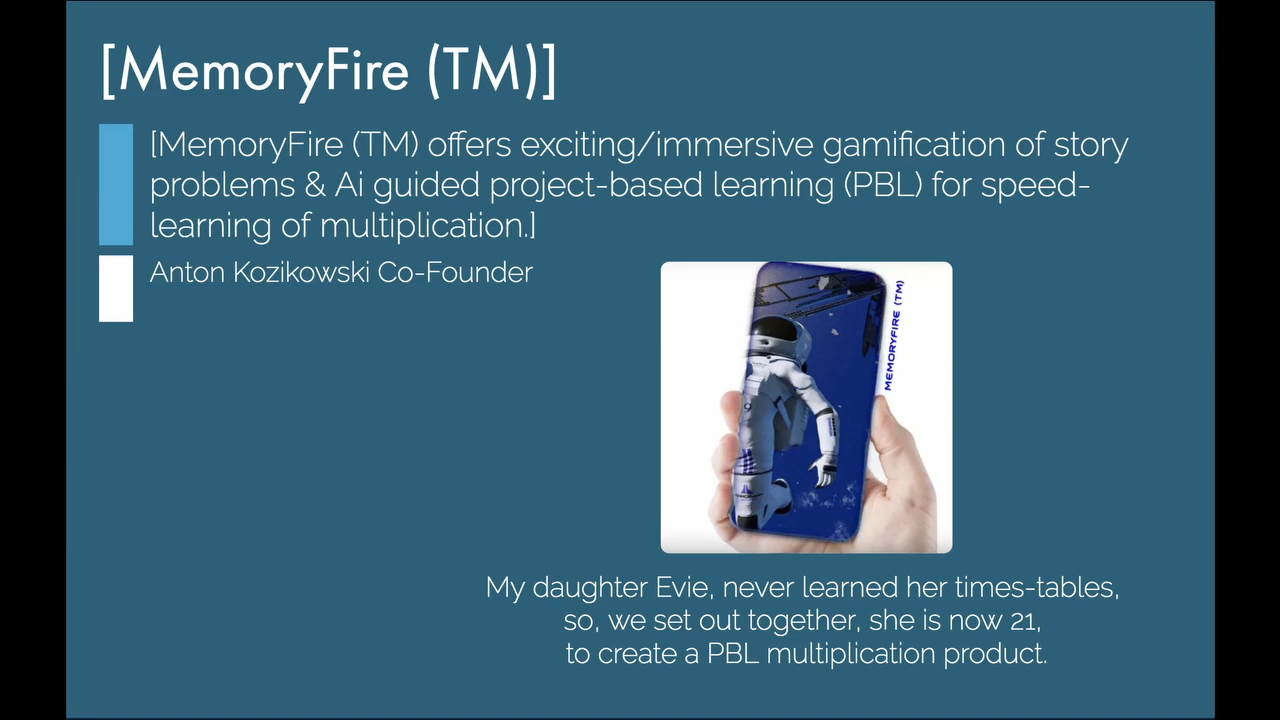 [MemoryFire (TM)]
[MemoryFire (TM) offers exciting/immersive gamification of story
problems & Ai guided project-based learning (PBL) for speed-
learning of multiplication.]
Anton Kozikowski Co-Founder
MEMORYFIRE (TM)
My daughter Evie, never learned her times-tables,
so, we set out together, she is now 21,
to create a PBL multiplication product.